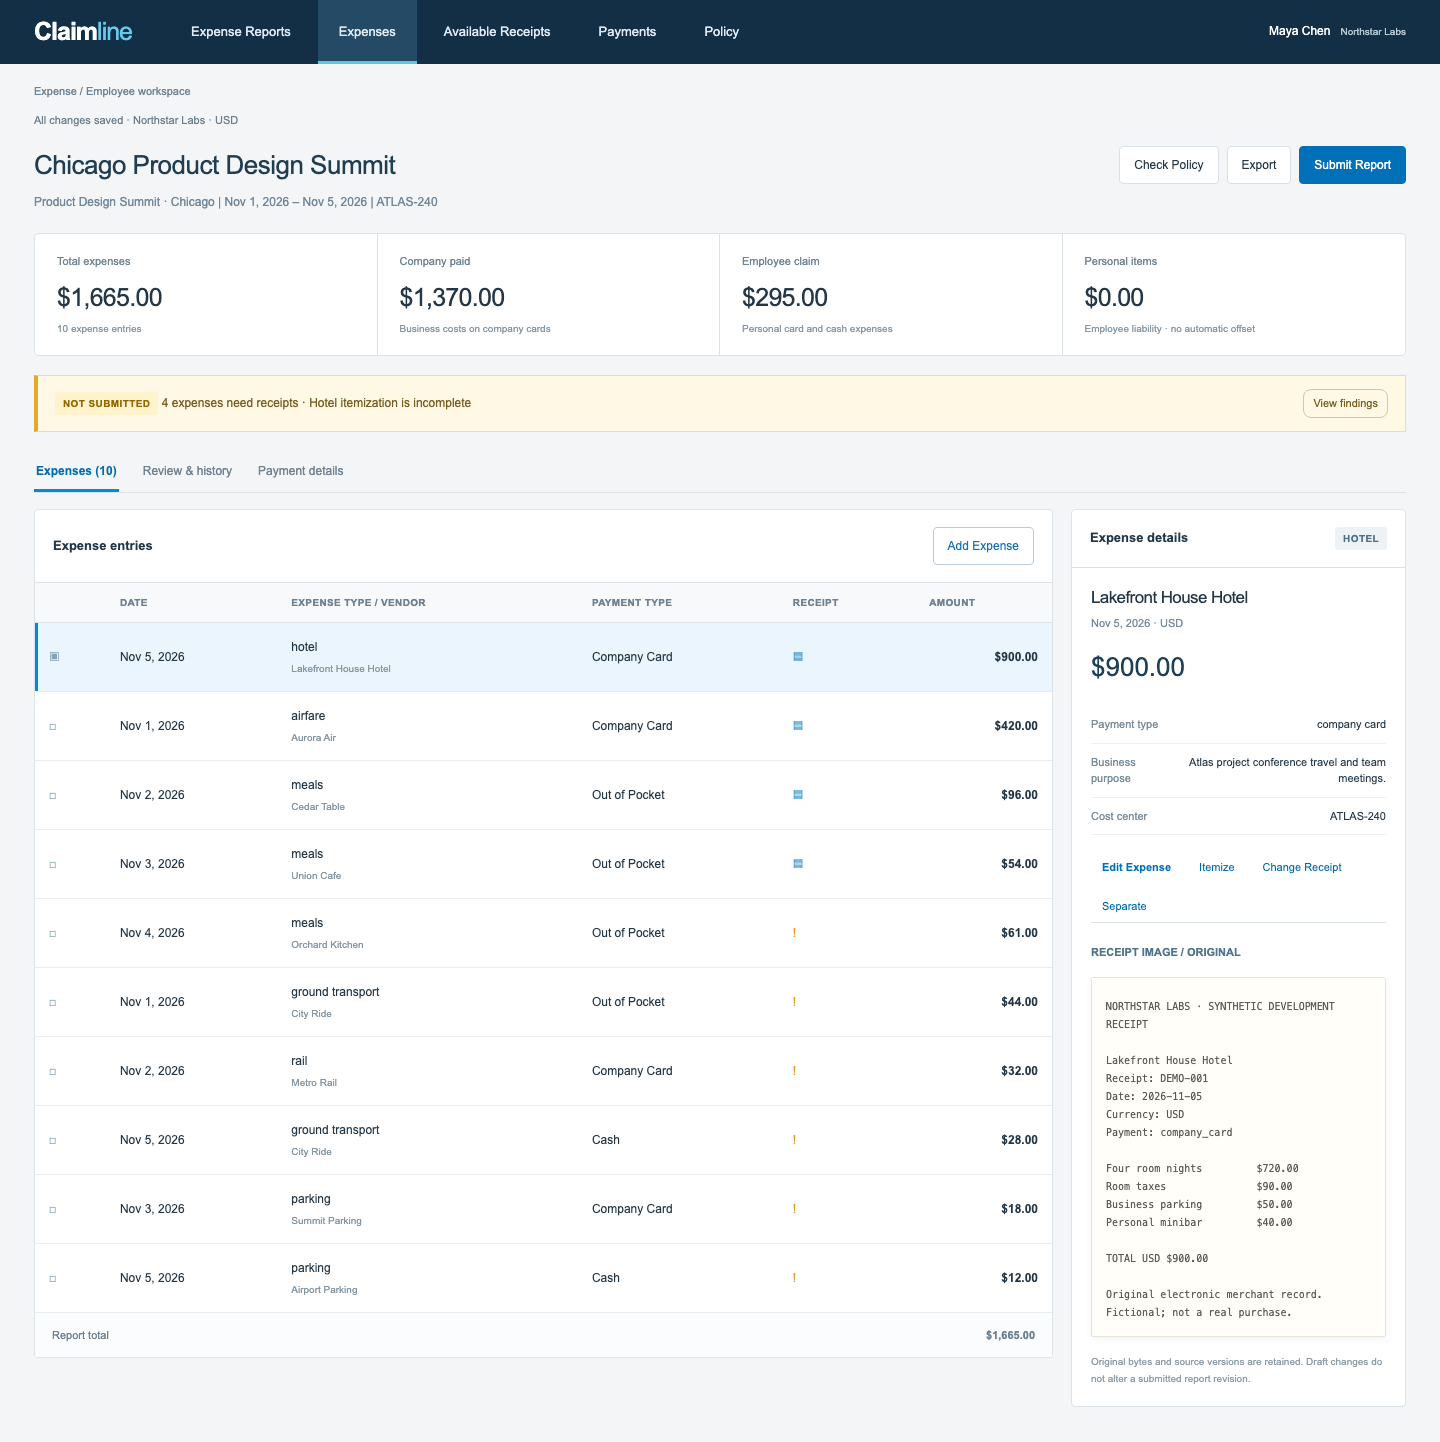 Claimline
Expense Reports
Expenses
Available Receipts
Payments
Policy
Maya Chen Northstar Labs
Expense / Employee workspace
All changes saved · Northstar Labs · USD
Chicago Product Design Summit
Check Policy
Export
Submit Report
Product Design Summit · Chicago | Nov 1, 2026 – Nov 5, 2026 | ATLAS-240
Total expenses
$1,665.00
10 expense entries
Company paid
$1,370.00
Business costs on company cards
Employee claim
$295.00
Personal card and cash expenses
Personal items
$0.00
Employee liability · no automatic offset
NOT SUBMITTED 4 expenses need receipts · Hotel itemization is incomplete
View findings
Expenses (10)
Review & history
Payment details
Expense entries
Add Expense
DATE EXPENSE TYPE / VENDOR PAYMENT TYPE RECEIPT AMOUNT
Nov 5, 2026 hotel Company Card $900.00
Lakefront House Hotel
Nov 1, 2026 airfare Company Card $420.00
Aurora Air
Nov 2, 2026 meals Out of Pocket $96.00
Cedar Table
Nov 3, 2026 meals Out of Pocket $54.00
Union Cafe
Nov 4, 2026 meals Out of Pocket ! $61.00
Orchard Kitchen
Nov 1, 2026 ground transport Out of Pocket ! $44.00
City Ride
Nov 2, 2026 rail Company Card ! $32.00
Metro Rail
Nov 5, 2026 ground transport Cash ! $28.00
City Ride
Nov 3, 2026 parking Company Card ! $18.00
Summit Parking
Nov 5, 2026 parking Cash ! $12.00
Airport Parking
Report total $1,665.00
Expense details
HOTEL
Lakefront House Hotel
Nov 5, 2026 · USD
$900.00
Payment type company card
Business purpose
Atlas project conference travel and team
meetings.
Cost center ATLAS-240
Edit Expense
Itemize
Change Receipt
Separate
RECEIPT IMAGE / ORIGINAL
NORTHSTAR LABS · SYNTHETIC DEVELOPMENT
RECEIPT
Lakefront House Hotel
Receipt: DEMO-001
Date: 2026-11-05
Currency: USD
Payment: company_card
Four room nights $720.00
Room taxes $90.00
Business parking $50.00
Personal minibar $40.00
TOTAL USD $900.00
Original electronic merchant record.
Fictional; not a real purchase.
Original bytes and source versions are retained. Draft changes do
not alter a submitted report revision.